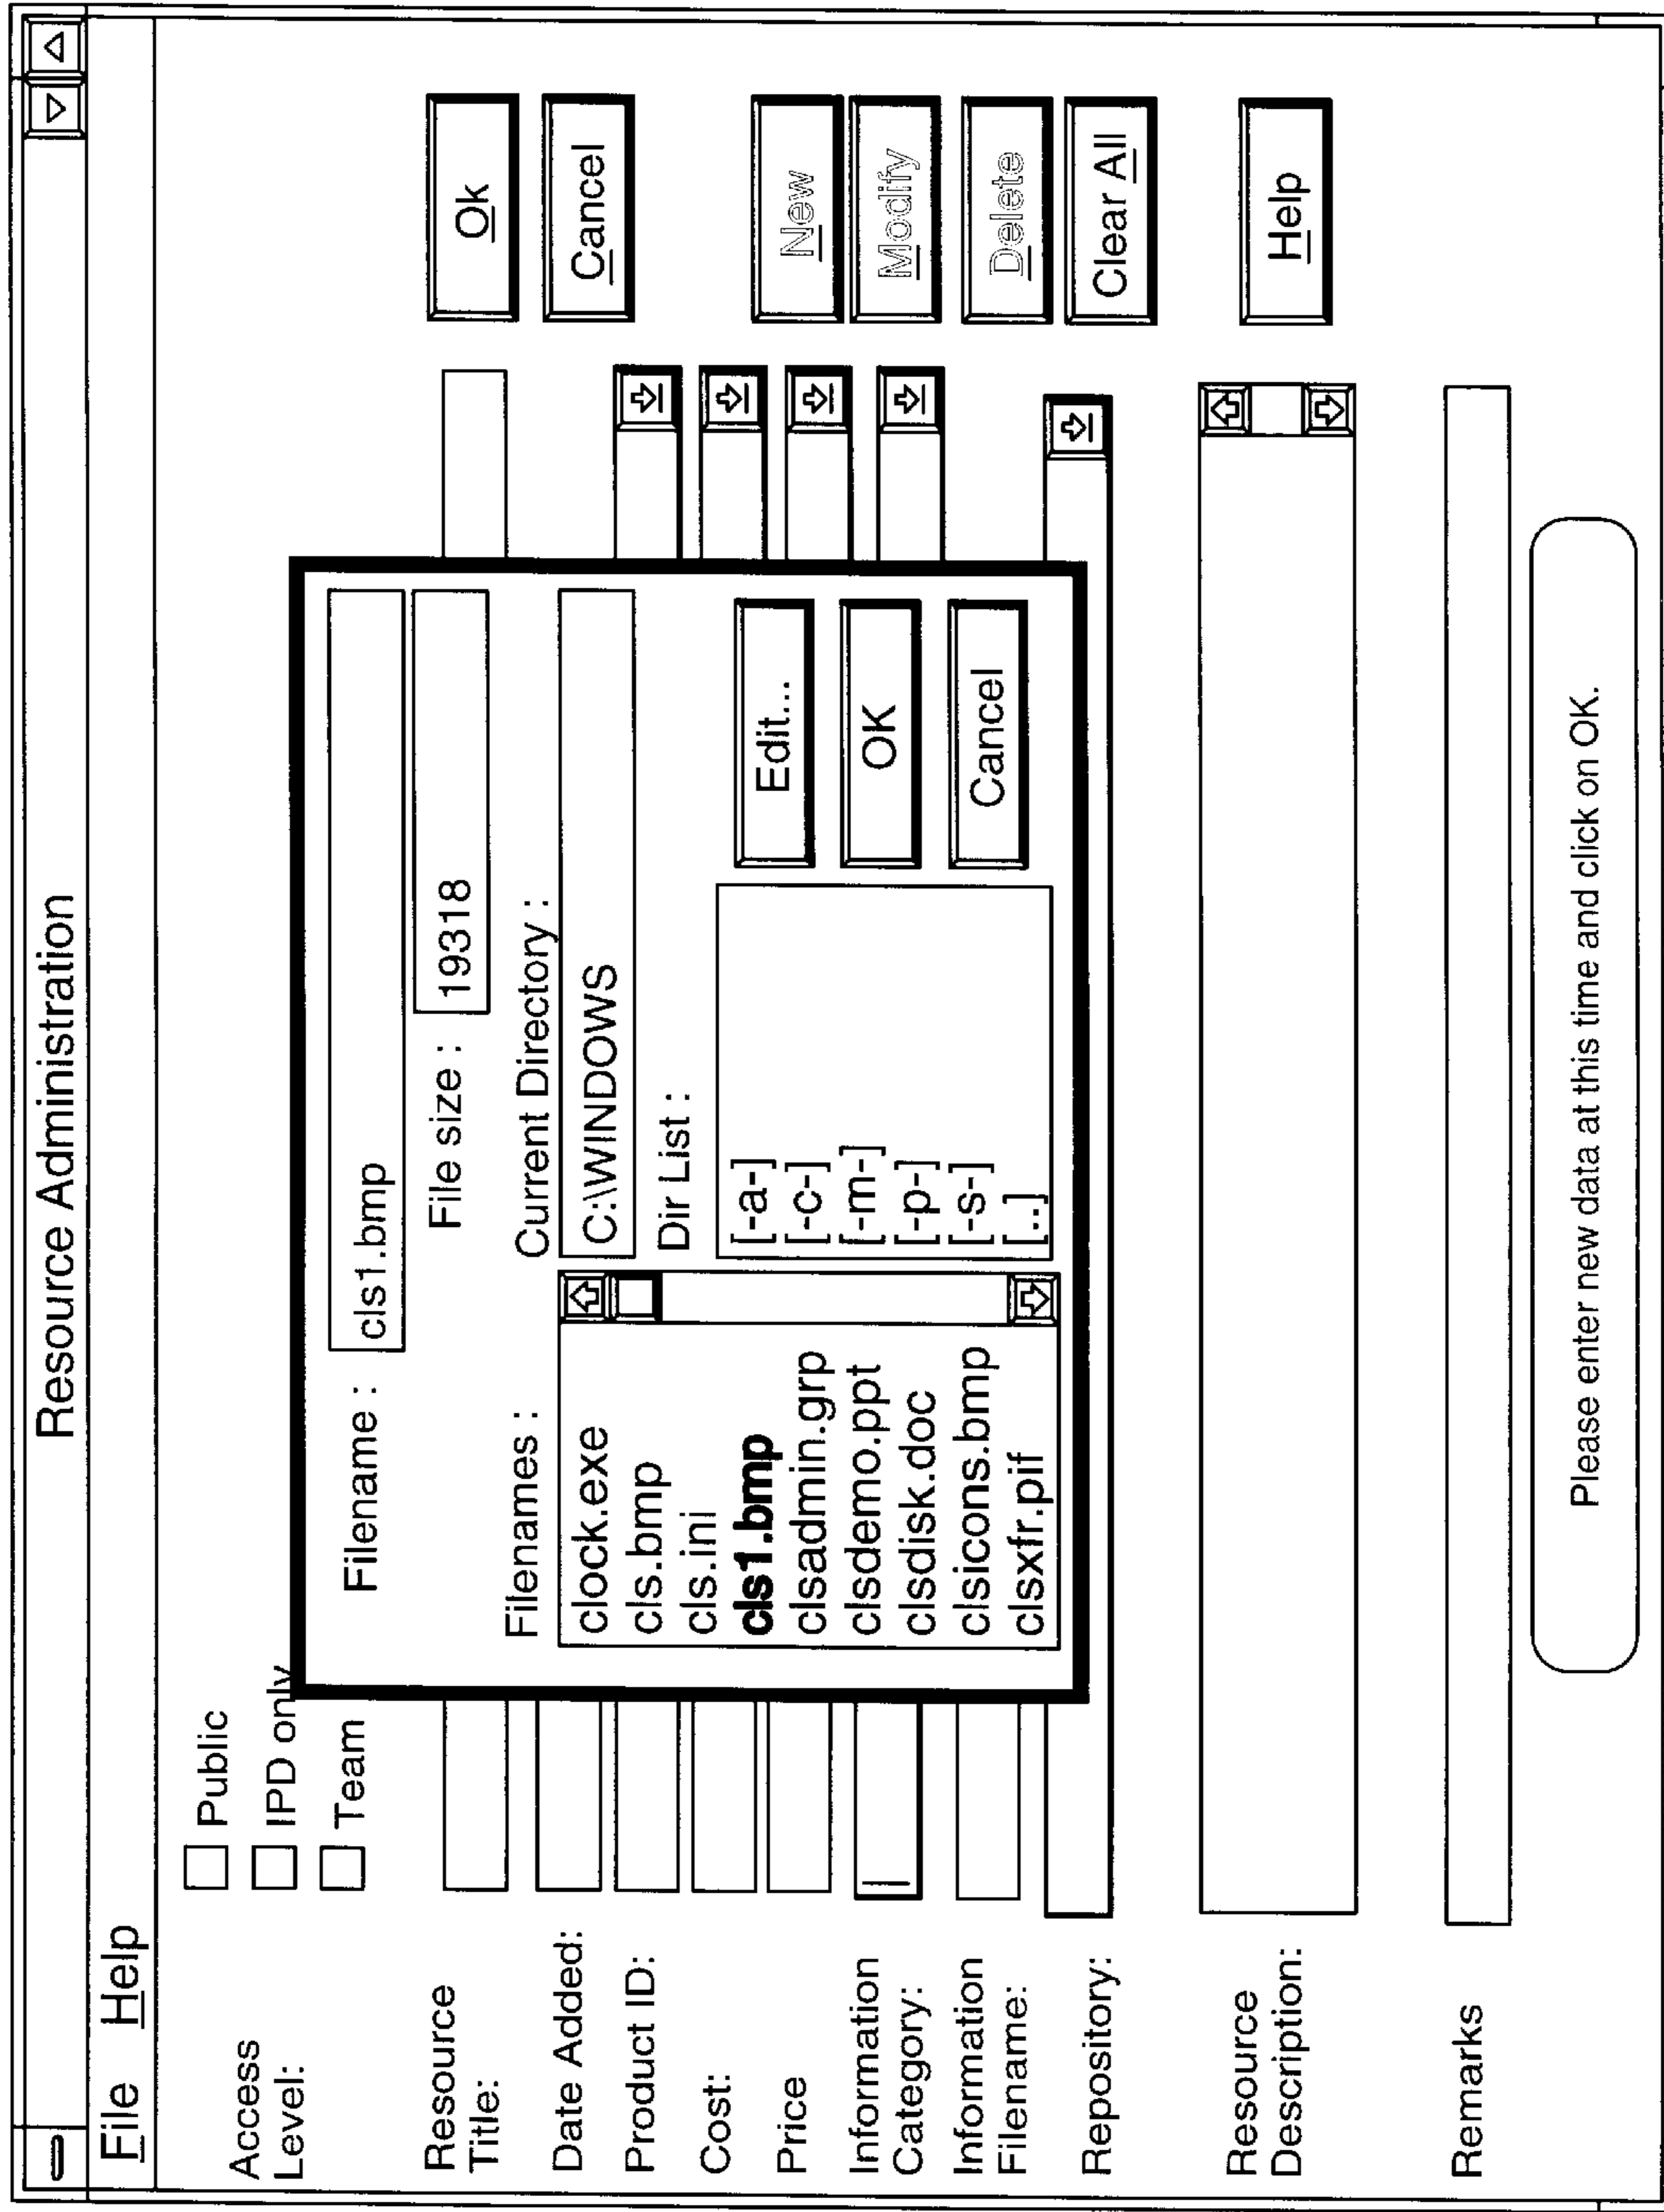 Resource Administration
File Help
Access
Level:
Public
IPD only
Team
Resource
Title:
Date Added:
Product ID:
Cost:
Price
Information
Category:
Information
Filename:
Repository:
Resource
Description:
Remarks
Filename : cls1.bmp
File size : 19318
Filenames :
clock.exe
cls.bmp
cls.ini
cls1.bmp
clsadmin.grp
clsdemo.ppt
clsdisk.doc
clsicons.bmp
clsxfr.pif
Current Directory :
C:\WINDOWS
Dir List :
[-a-]
[-c-]
[-m-]
[-p-]
[-s-]
[..]
Edit...
OK
Cancel
Ok
Cancel
New
Modify
Delete
Clear All
Help
Please enter new data at this time and click on OK.